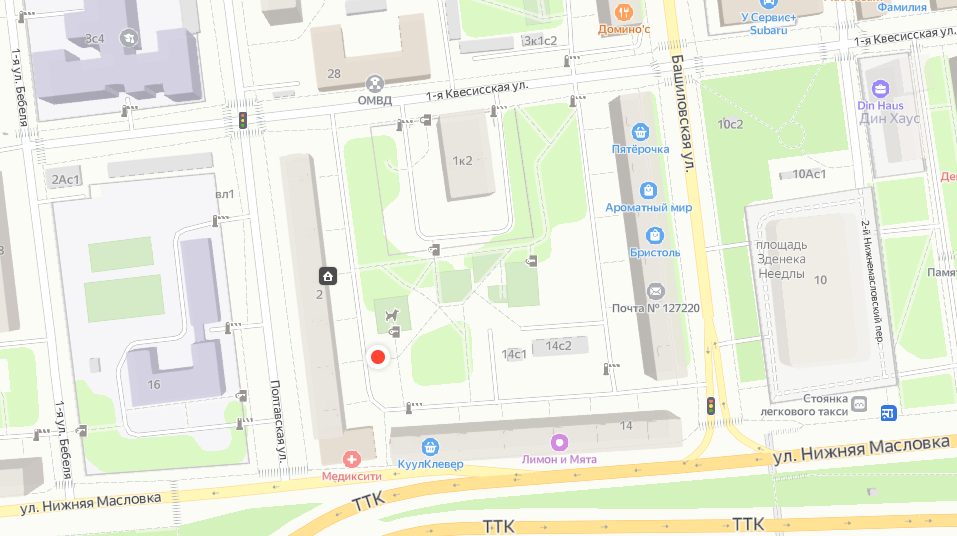 У Сервис+
Subaru
Фамилия
Домино'с
3с4
3к1с2
1-я Квесисская ул.
28
ОМВД
1-я Квесисская ул.
1-я ул. Бебеля
Башиловская ул.
Din Haus
Дин Хаус
10с2
Пятёрочка
1к2
2Ас1
вл1
10Ас1
Ароматный мир
2-й Нижнемасловский пер.
Бристоль
площадь
Зденека
Неедлы
10
2
Почта № 127220
14с2
14с1
16
Полтавская ул.
1-я ул. Бебеля
Стоянка
легкового такси
14
КуулКлевер
Лимон и Мята
Медиксити
ул. Нижняя Масловка
ул. Нижняя Масловка
ТТК
ТТК
ТТК